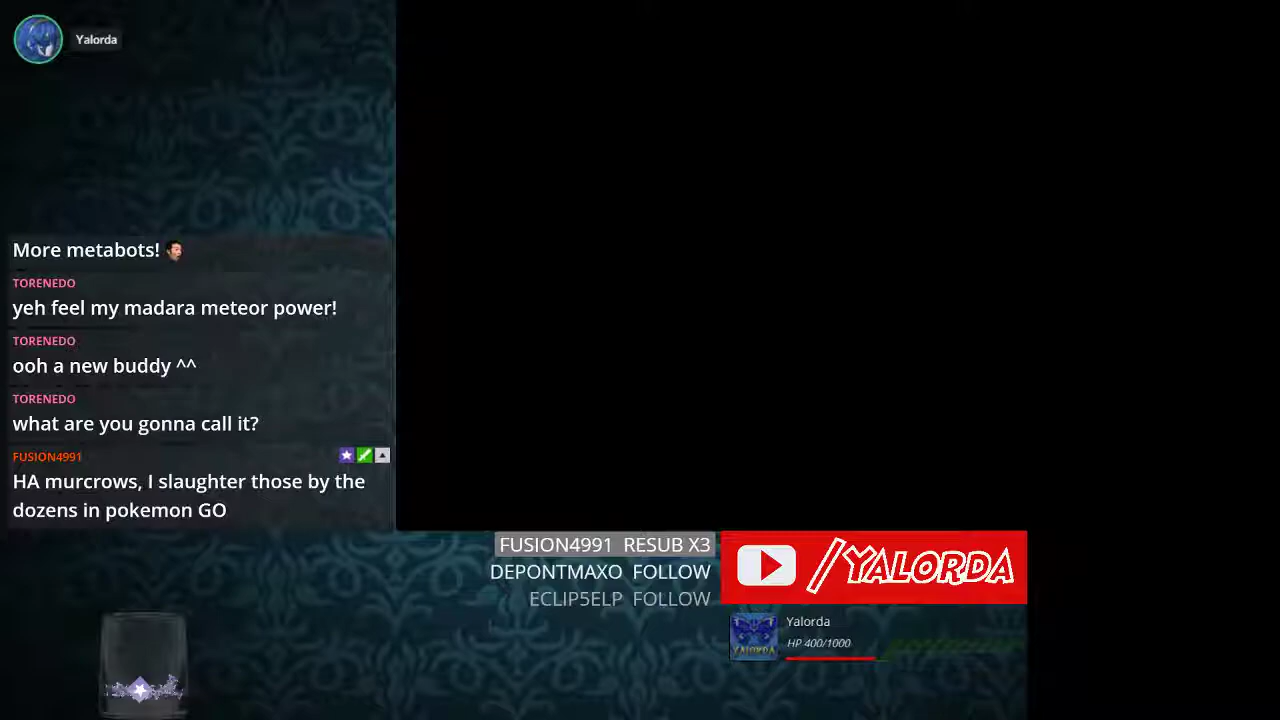 Yalorda
More metabots!
TORENEDO
yeh feel my madara meteor power!
TORENEDO
ooh a new buddy ^^
TORENEDO
what are you gonna call it?
FUSION4991
HA murcrows, I slaughter those by the
dozens in pokemon GO
FUSION4991 RESUB X3
DEPONTMAXO FOLLOW
ECLIP5ELP FOLLOW
/YALORDA
Yalorda
HP 400/1000
YALORDA